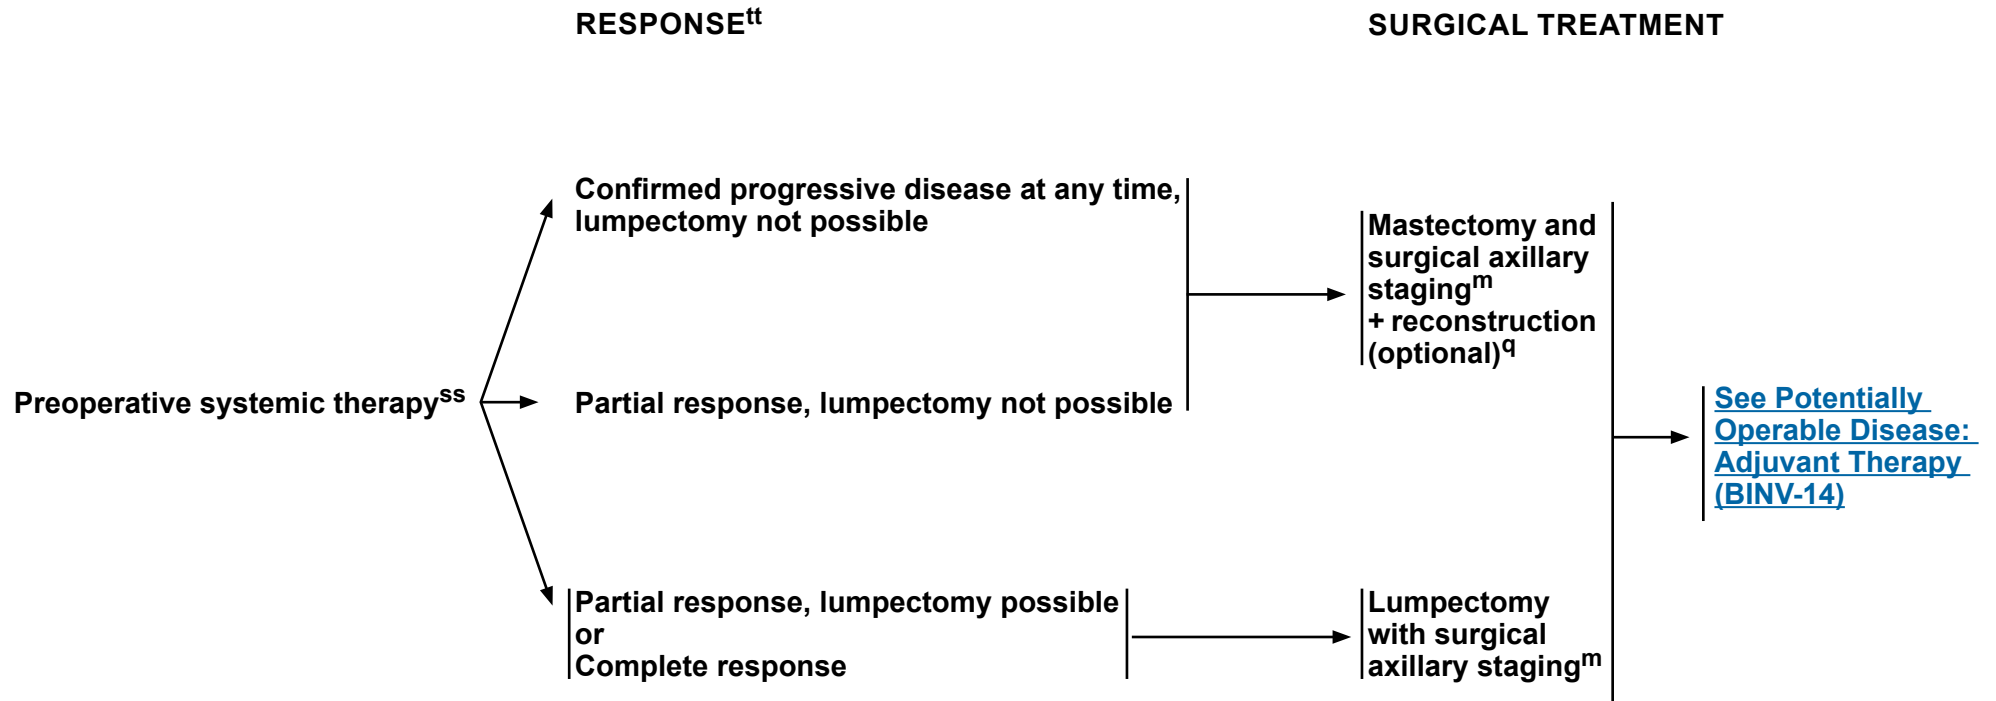 RESPONSEtt
SURGICAL TREATMENT
Confirmed progressive disease at any time,
lumpectomy not possible
Mastectomy and
surgical axillary
stagingm
+ reconstruction
(optional)q
Preoperative systemic therapyss
Partial response, lumpectomy not possible
See Potentially
Operable Disease:
Adjuvant Therapy
(BINV-14)
Partial response, lumpectomy possible
or
Complete response
Lumpectomy
with surgical
axillary stagingm